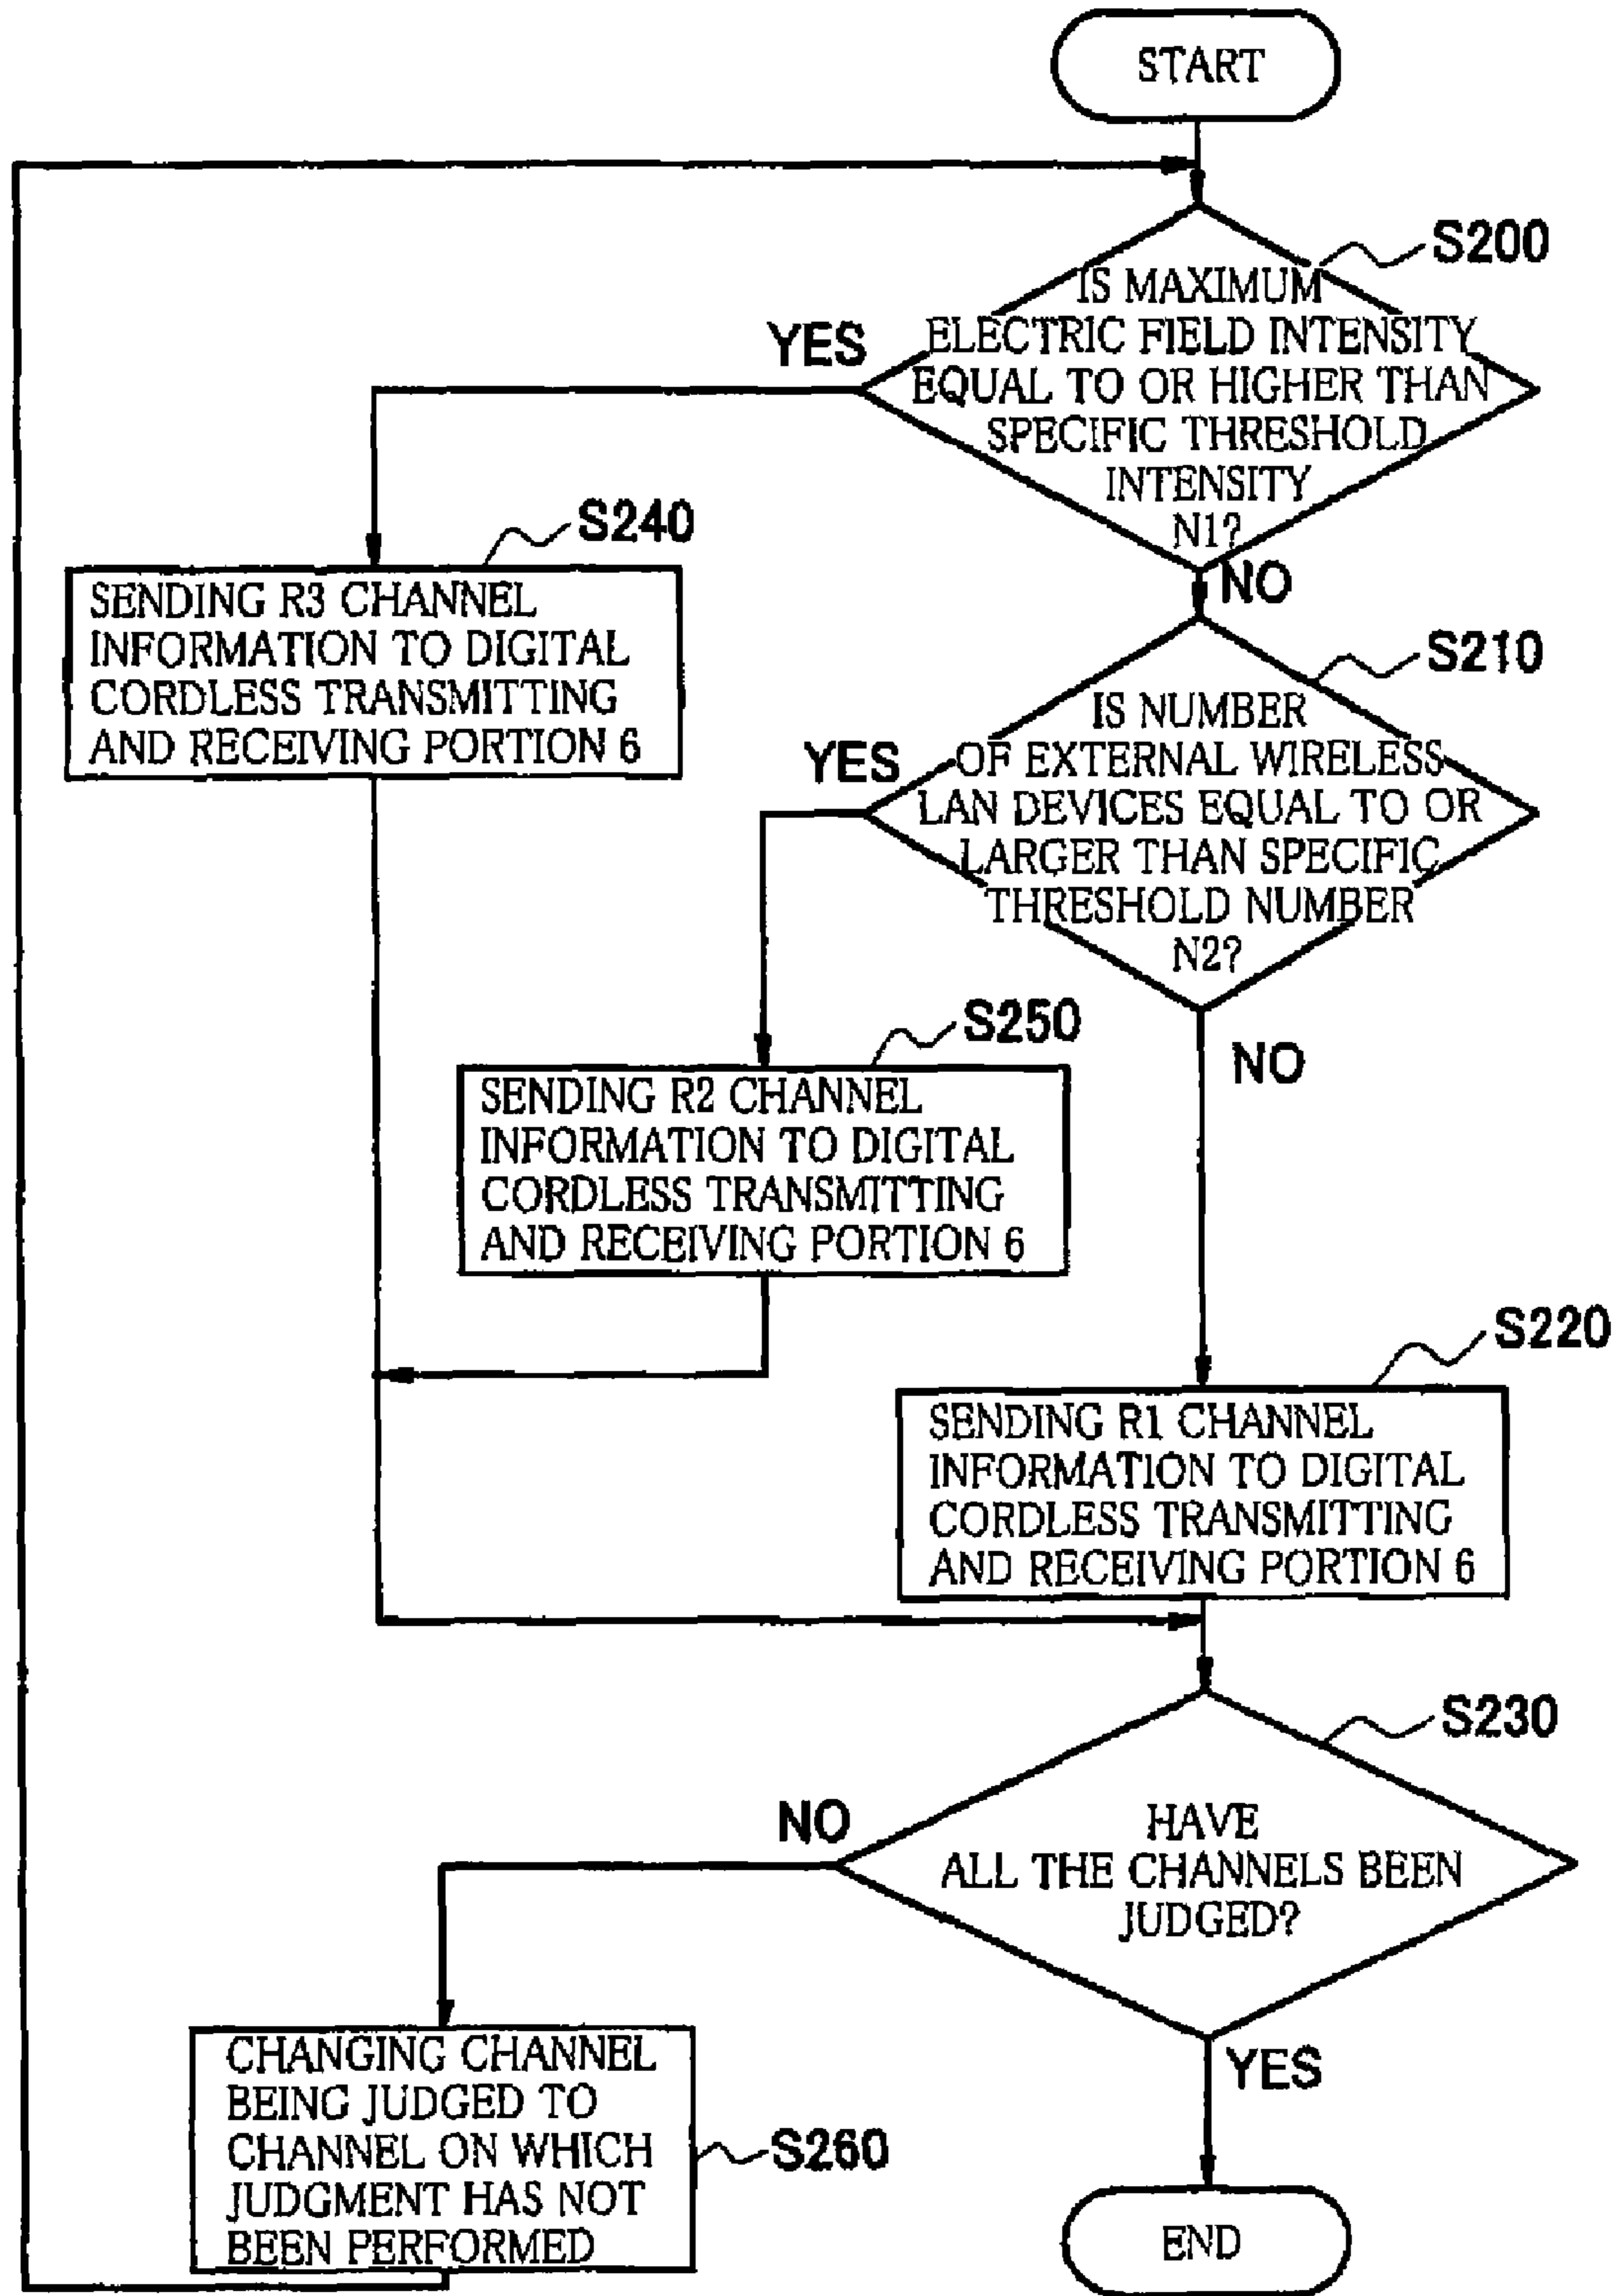 START
S200
IS MAXIMUM
ELECTRIC FIELD INTENSITY
EQUAL TO OR HIGHER THAN
SPECIFIC THRESHOLD
INTENSITY
N1?
YES
NO
S240
SENDING R3 CHANNEL
INFORMATION TO DIGITAL
CORDLESS TRANSMITTING
AND RECEIVING PORTION 6
S210
IS NUMBER
OF EXTERNAL WIRELESS
LAN DEVICES EQUAL TO OR
LARGER THAN SPECIFIC
THRESHOLD NUMBER
N2?
YES
NO
S250
SENDING R2 CHANNEL
INFORMATION TO DIGITAL
CORDLESS TRANSMITTING
AND RECEIVING PORTION 6
S220
SENDING R1 CHANNEL
INFORMATION TO DIGITAL
CORDLESS TRANSMITTING
AND RECEIVING PORTION 6
S230
HAVE
ALL THE CHANNELS BEEN
JUDGED?
NO
YES
CHANGING CHANNEL
BEING JUDGED TO
CHANNEL ON WHICH
JUDGMENT HAS NOT
BEEN PERFORMED
S260
END